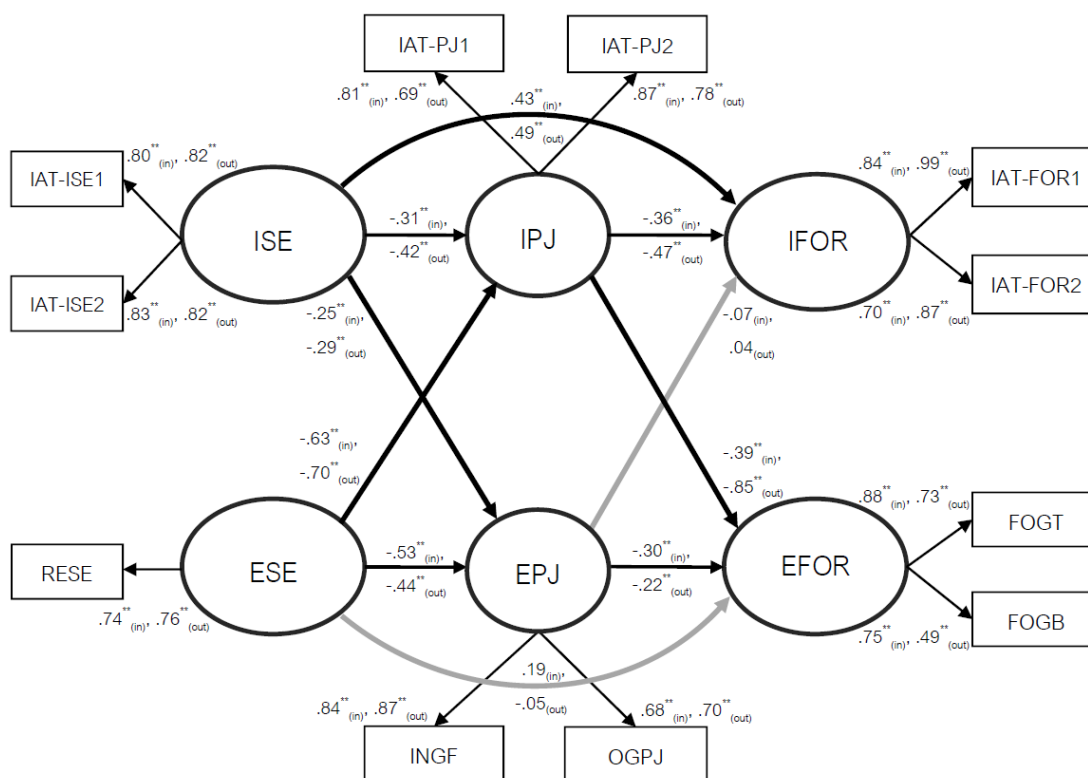 IAT-PJ1
IAT-PJ2
.81**(in), .69**(out)
.43**(in),
.87**(in), .78**(out)
.49**(out)
.80**(in), .82**(out)
.84**(in), .99**(out)
IAT-ISE1
IAT-FOR1
ISE
-.31**(in),
-.42**(out)
IPJ
-.36**(in),
-.47**(out)
IFOR
IAT-ISE2
IAT-FOR2
.83**(in), .82**(out)
-.25**(in),
-.29**(out)
-.07(in),
.04(out)
.70**(in), .87**(out)
-.63**(in),
-.70**(out)
-.39**(in),
-.85**(out)
.88**(in), .73**(out)
FOGT
RESE
ESE
-.53**(in),
-.44**(out)
EPJ
-.30**(in),
-.22**(out)
EFOR
.74**(in), .76**(out)
FOGB
.75**(in), .49**(out)
.19(in),
-.05(out)
.84**(in), .87**(out)
.68**(in), .70**(out)
INGF
OGPJ